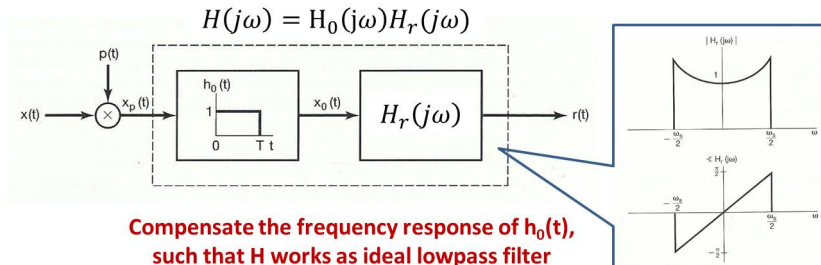 H(jω) = H₀(jω)Hᵣ(jω)
p(t)
x(t)
×
xₚ(t)
h₀(t)
1
0
T
t
x₀(t)
Hᵣ(jω)
r(t)
| Hᵣ (jω) |
1
- ωₛ/2
ωₛ/2
ω
∢ Hᵣ (jω)
π/2
- ωₛ/2
ωₛ/2
ω
-π/2
Compensate the frequency response of h₀(t),
such that H works as ideal lowpass filter